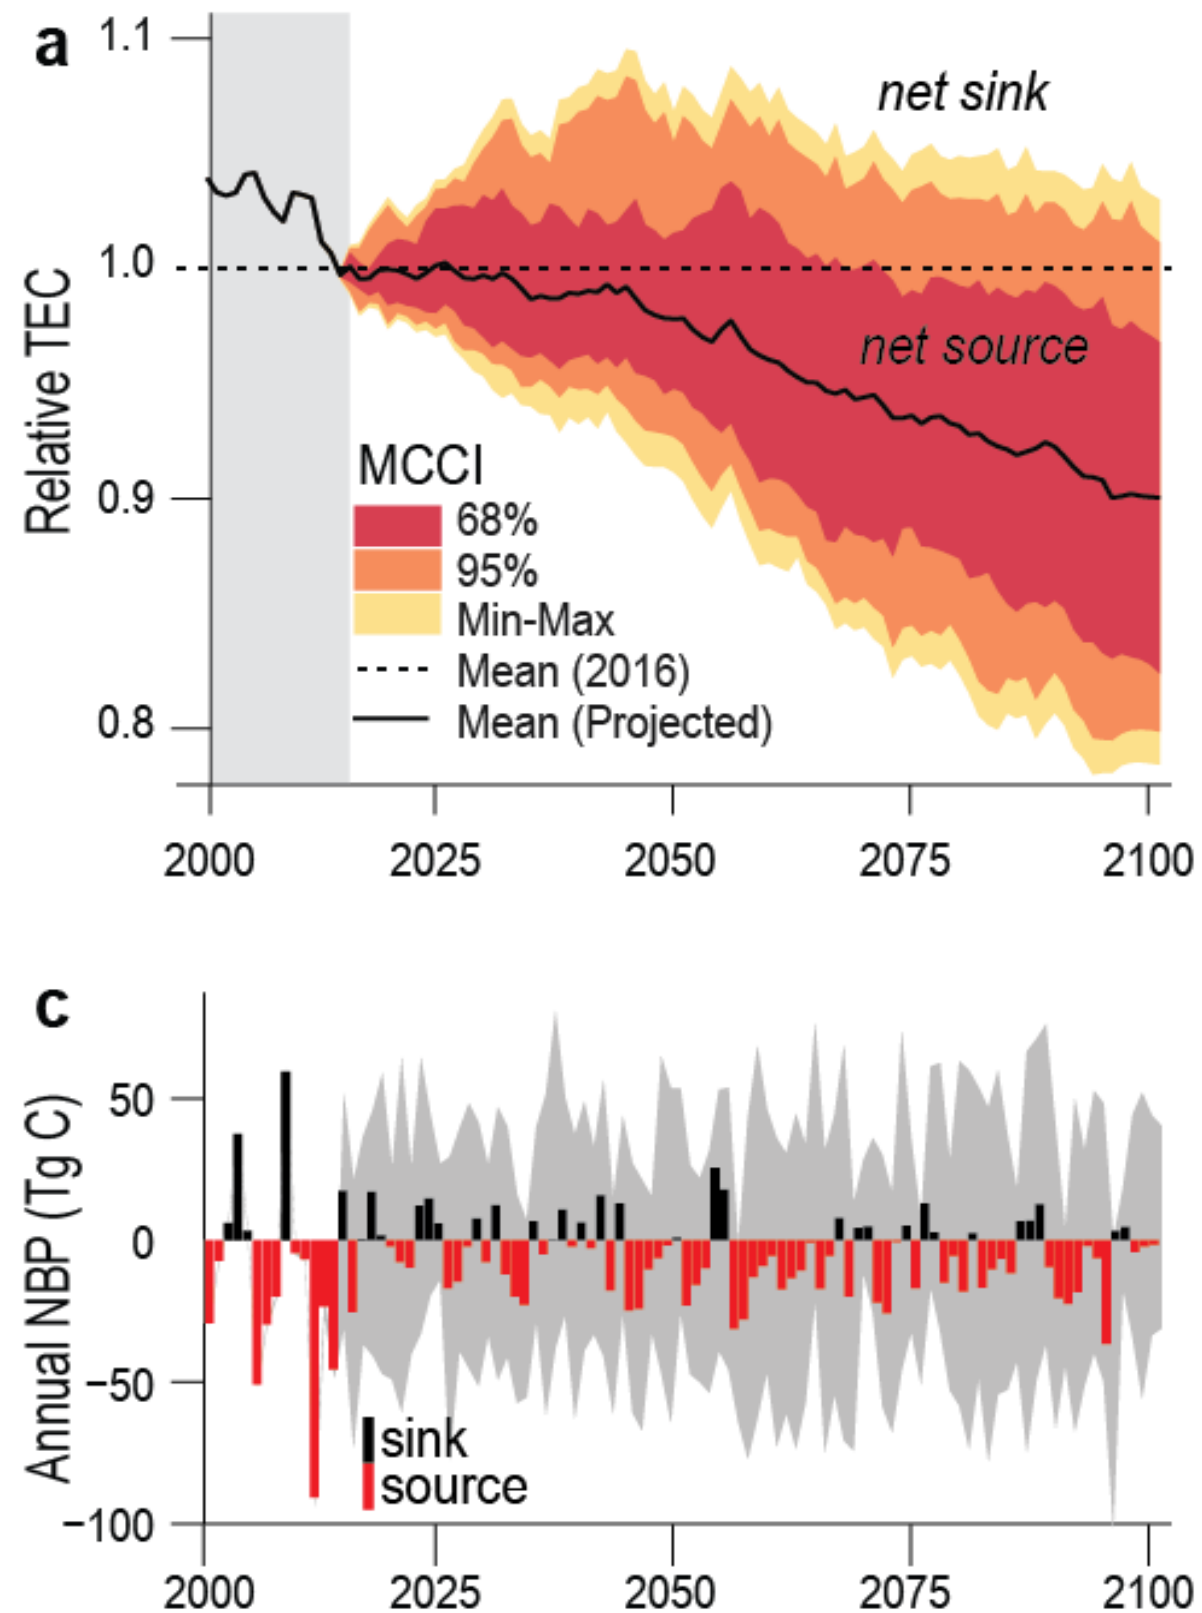 a
1.1
net sink
1.0
net source
Relative TEC
MCCI
0.9
68%
95%
Min-Max
Mean (2016)
0.8
Mean (Projected)
2000 2025 2050 2075 2100
c
Annual NBP (Tg C)
50
0
−50
sink
source
−100
2000 2025 2050 2075 2100